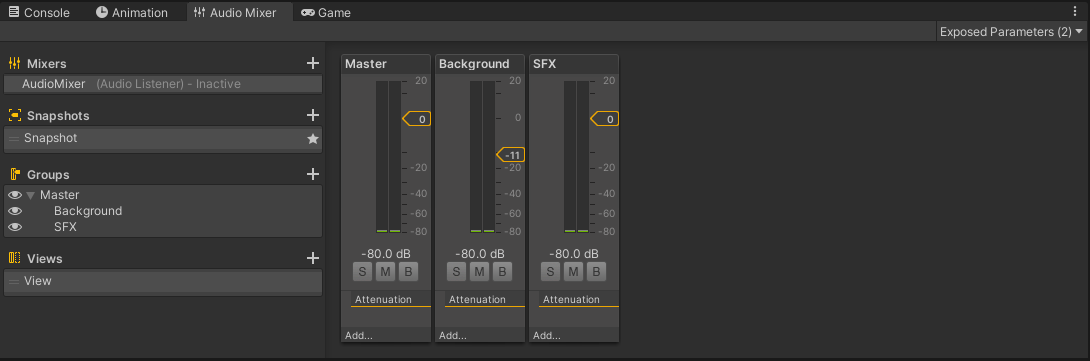 Console Animation Audio Mixer Game
Exposed Parameters (2)
Mixers
AudioMixer (Audio Listener) - Inactive
Snapshots
Snapshot
Groups
Master
Background
SFX
Views
View
Master
20
0
-20
-40
-60
-80
-80.0 dB
S M B
Attenuation
Add...
Background
20
0
-11
-20
-40
-60
-80
-80.0 dB
S M B
Attenuation
Add...
SFX
20
0
-20
-40
-60
-80
-80.0 dB
S M B
Attenuation
Add...